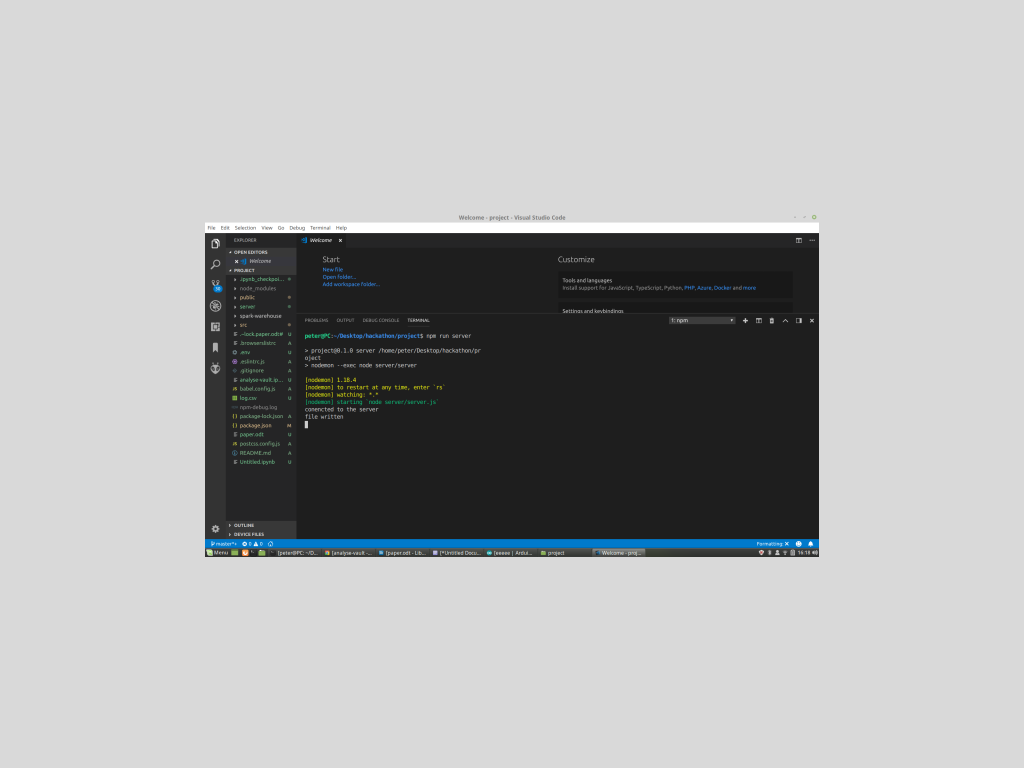 Welcome - project - Visual Studio Code
File Edit Selection View Go Debug Terminal Help
EXPLORER
OPEN EDITORS
Welcome
PROJECT
.ipynb_checkpoi...
node_modules
public
server
spark-warehouse
src
.~lock.paper.odt# U
.browserslistrc A
.env A
.eslintrc.js A
.gitignore A
analyse-vault.ip... U
babel.config.js A
log.csv U
npm-debug.log
package-lock.json A
package.json M
paper.odt U
postcss.config.js A
README.md A
Untitled.ipynb U
OUTLINE
DEVICE FILES
Welcome
Start
New file
Open folder...
Add workspace folder...
Customize
Tools and languages
Install support for JavaScript, TypeScript, Python, PHP, Azure, Docker and more
Settings and keybindings
PROBLEMS OUTPUT DEBUG CONSOLE TERMINAL
1: npm
peter@PC:~/Desktop/hackathon/project$ npm run server
> project@0.1.0 server /home/peter/Desktop/hackathon/pr
oject
> nodemon --exec node server/server
[nodemon] 1.18.4
[nodemon] to restart at any time, enter `rs`
[nodemon] watching: *.*
[nodemon] starting `node server/server.js`
conencted to the server
file written
master*+ 0 0
Formatting: ✕
Menu [peter@PC: ~/D... [analyse-vault -... [paper.odt - Lib... [*Untitled Docu... [eeeee | Ardui... project Welcome - proj... 16:18